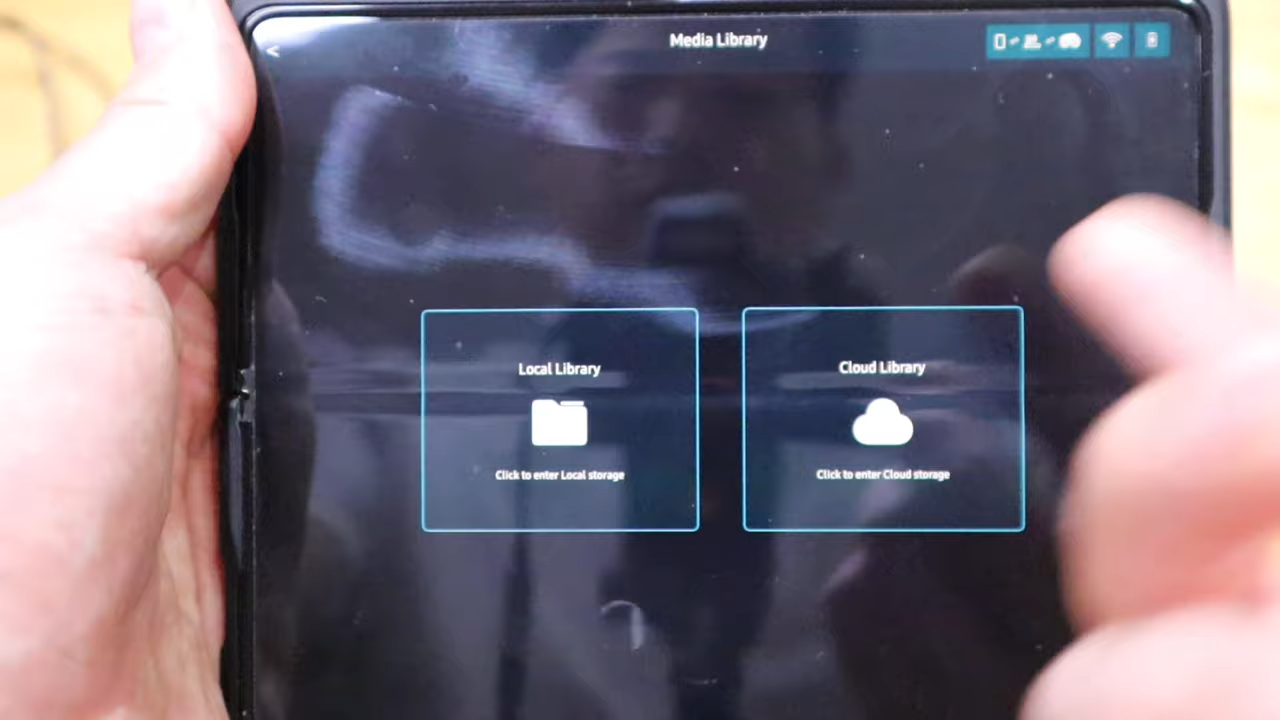 <
Media Library
Local Library
Click to enter Local storage
Cloud Library
Click to enter Cloud storage